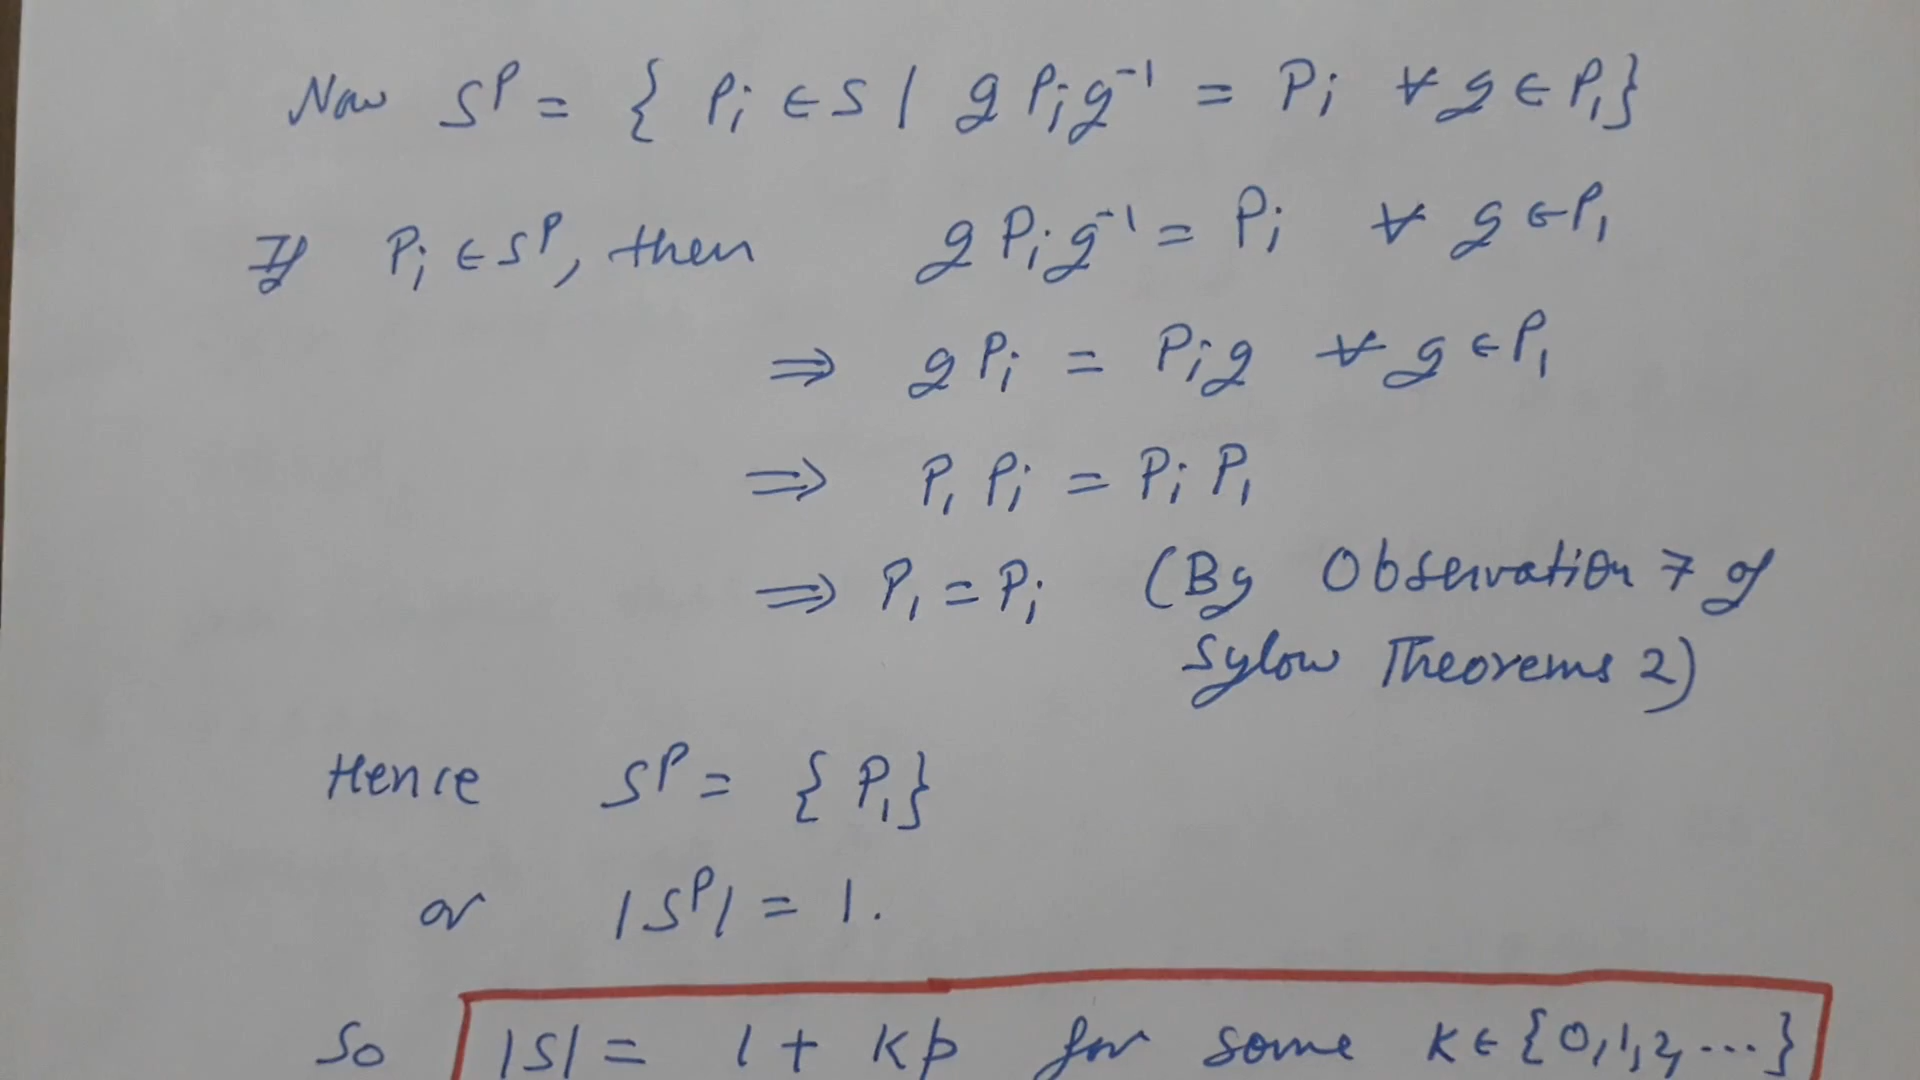 Now S^P = { P_i ∈ S | g P_i g^-1 = P_i ∀ g ∈ P_1}
If P_i ∈ S^P, then g P_i g^-1 = P_i ∀ g ∈ P_1
⇒ g P_i = P_i g ∀ g ∈ P_1
⇒ P_1 P_i = P_i P_1
⇒ P_1 = P_i (By Observation 7 of
Sylow Theorems 2)
Hence S^P = { P_1}
or |S^P| = 1.
So |S| = 1 + kp for some k ∈ {0,1,2,...}